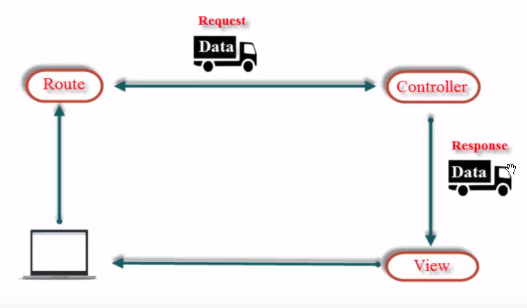 Request
Data
Route
Controller
Response
Data
View